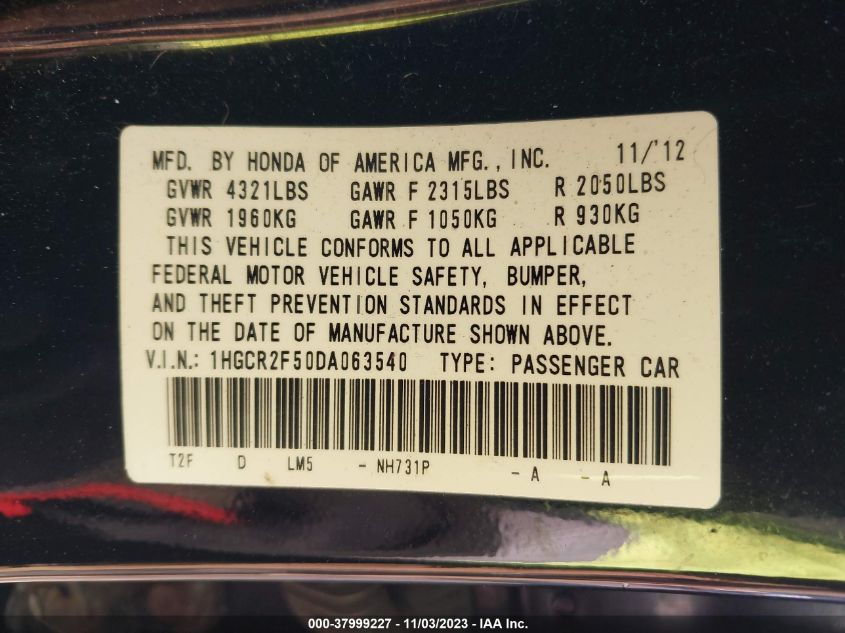 MFD. BY HONDA OF AMERICA MFG., INC. 11/'12
GVWR 4321LBS GAWR F 2315LBS R 2050LBS
GVWR 1960KG GAWR F 1050KG R 930KG
THIS VEHICLE CONFORMS TO ALL APPLICABLE
FEDERAL MOTOR VEHICLE SAFETY, BUMPER,
AND THEFT PREVENTION STANDARDS IN EFFECT
ON THE DATE OF MANUFACTURE SHOWN ABOVE.
V.I.N.: 1HGCR2F50DA063540 TYPE: PASSENGER CAR
T2F D LM5 - NH731P - A - A
000-37999227 - 11/03/2023 - IAA Inc.